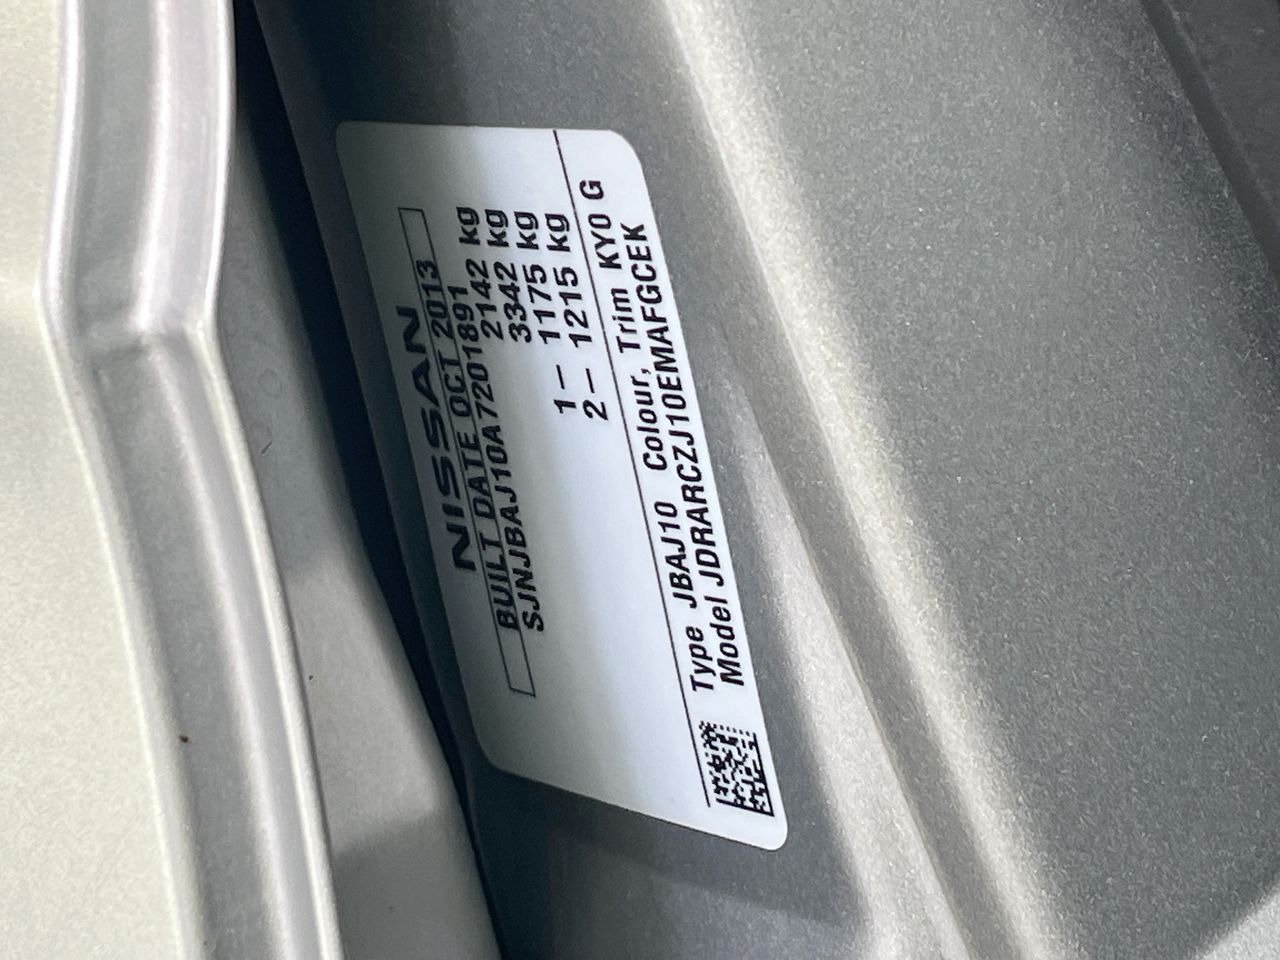 NISSAN
BUILT DATE OCT 2013
SJNJBAJ10A7201891
2142 kg
3342 kg
1– 1175 kg
2– 1215 kg
Type JBAJ10 Colour, Trim KY0 G
Model JDRARCZJ10EMAFGCEK